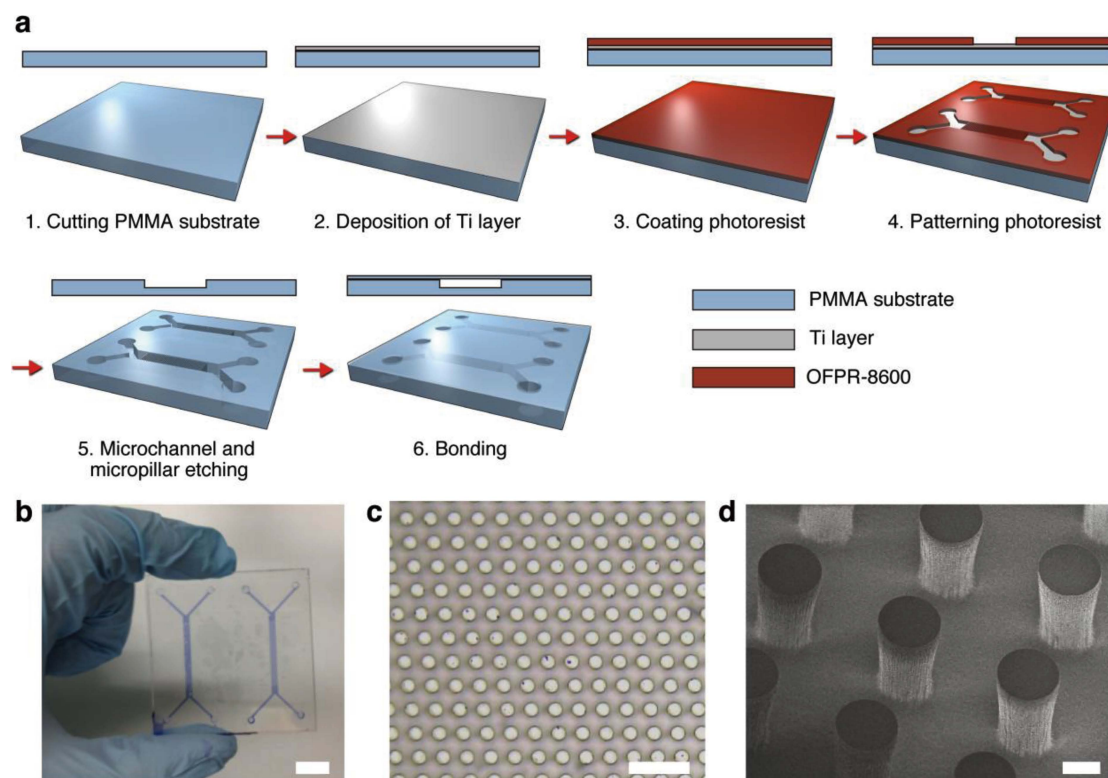 a
1. Cutting PMMA substrate
2. Deposition of Ti layer
3. Coating photoresist
4. Patterning photoresist
5. Microchannel and
micropillar etching
6. Bonding
PMMA substrate
Ti layer
OFPR-8600
b
c
d